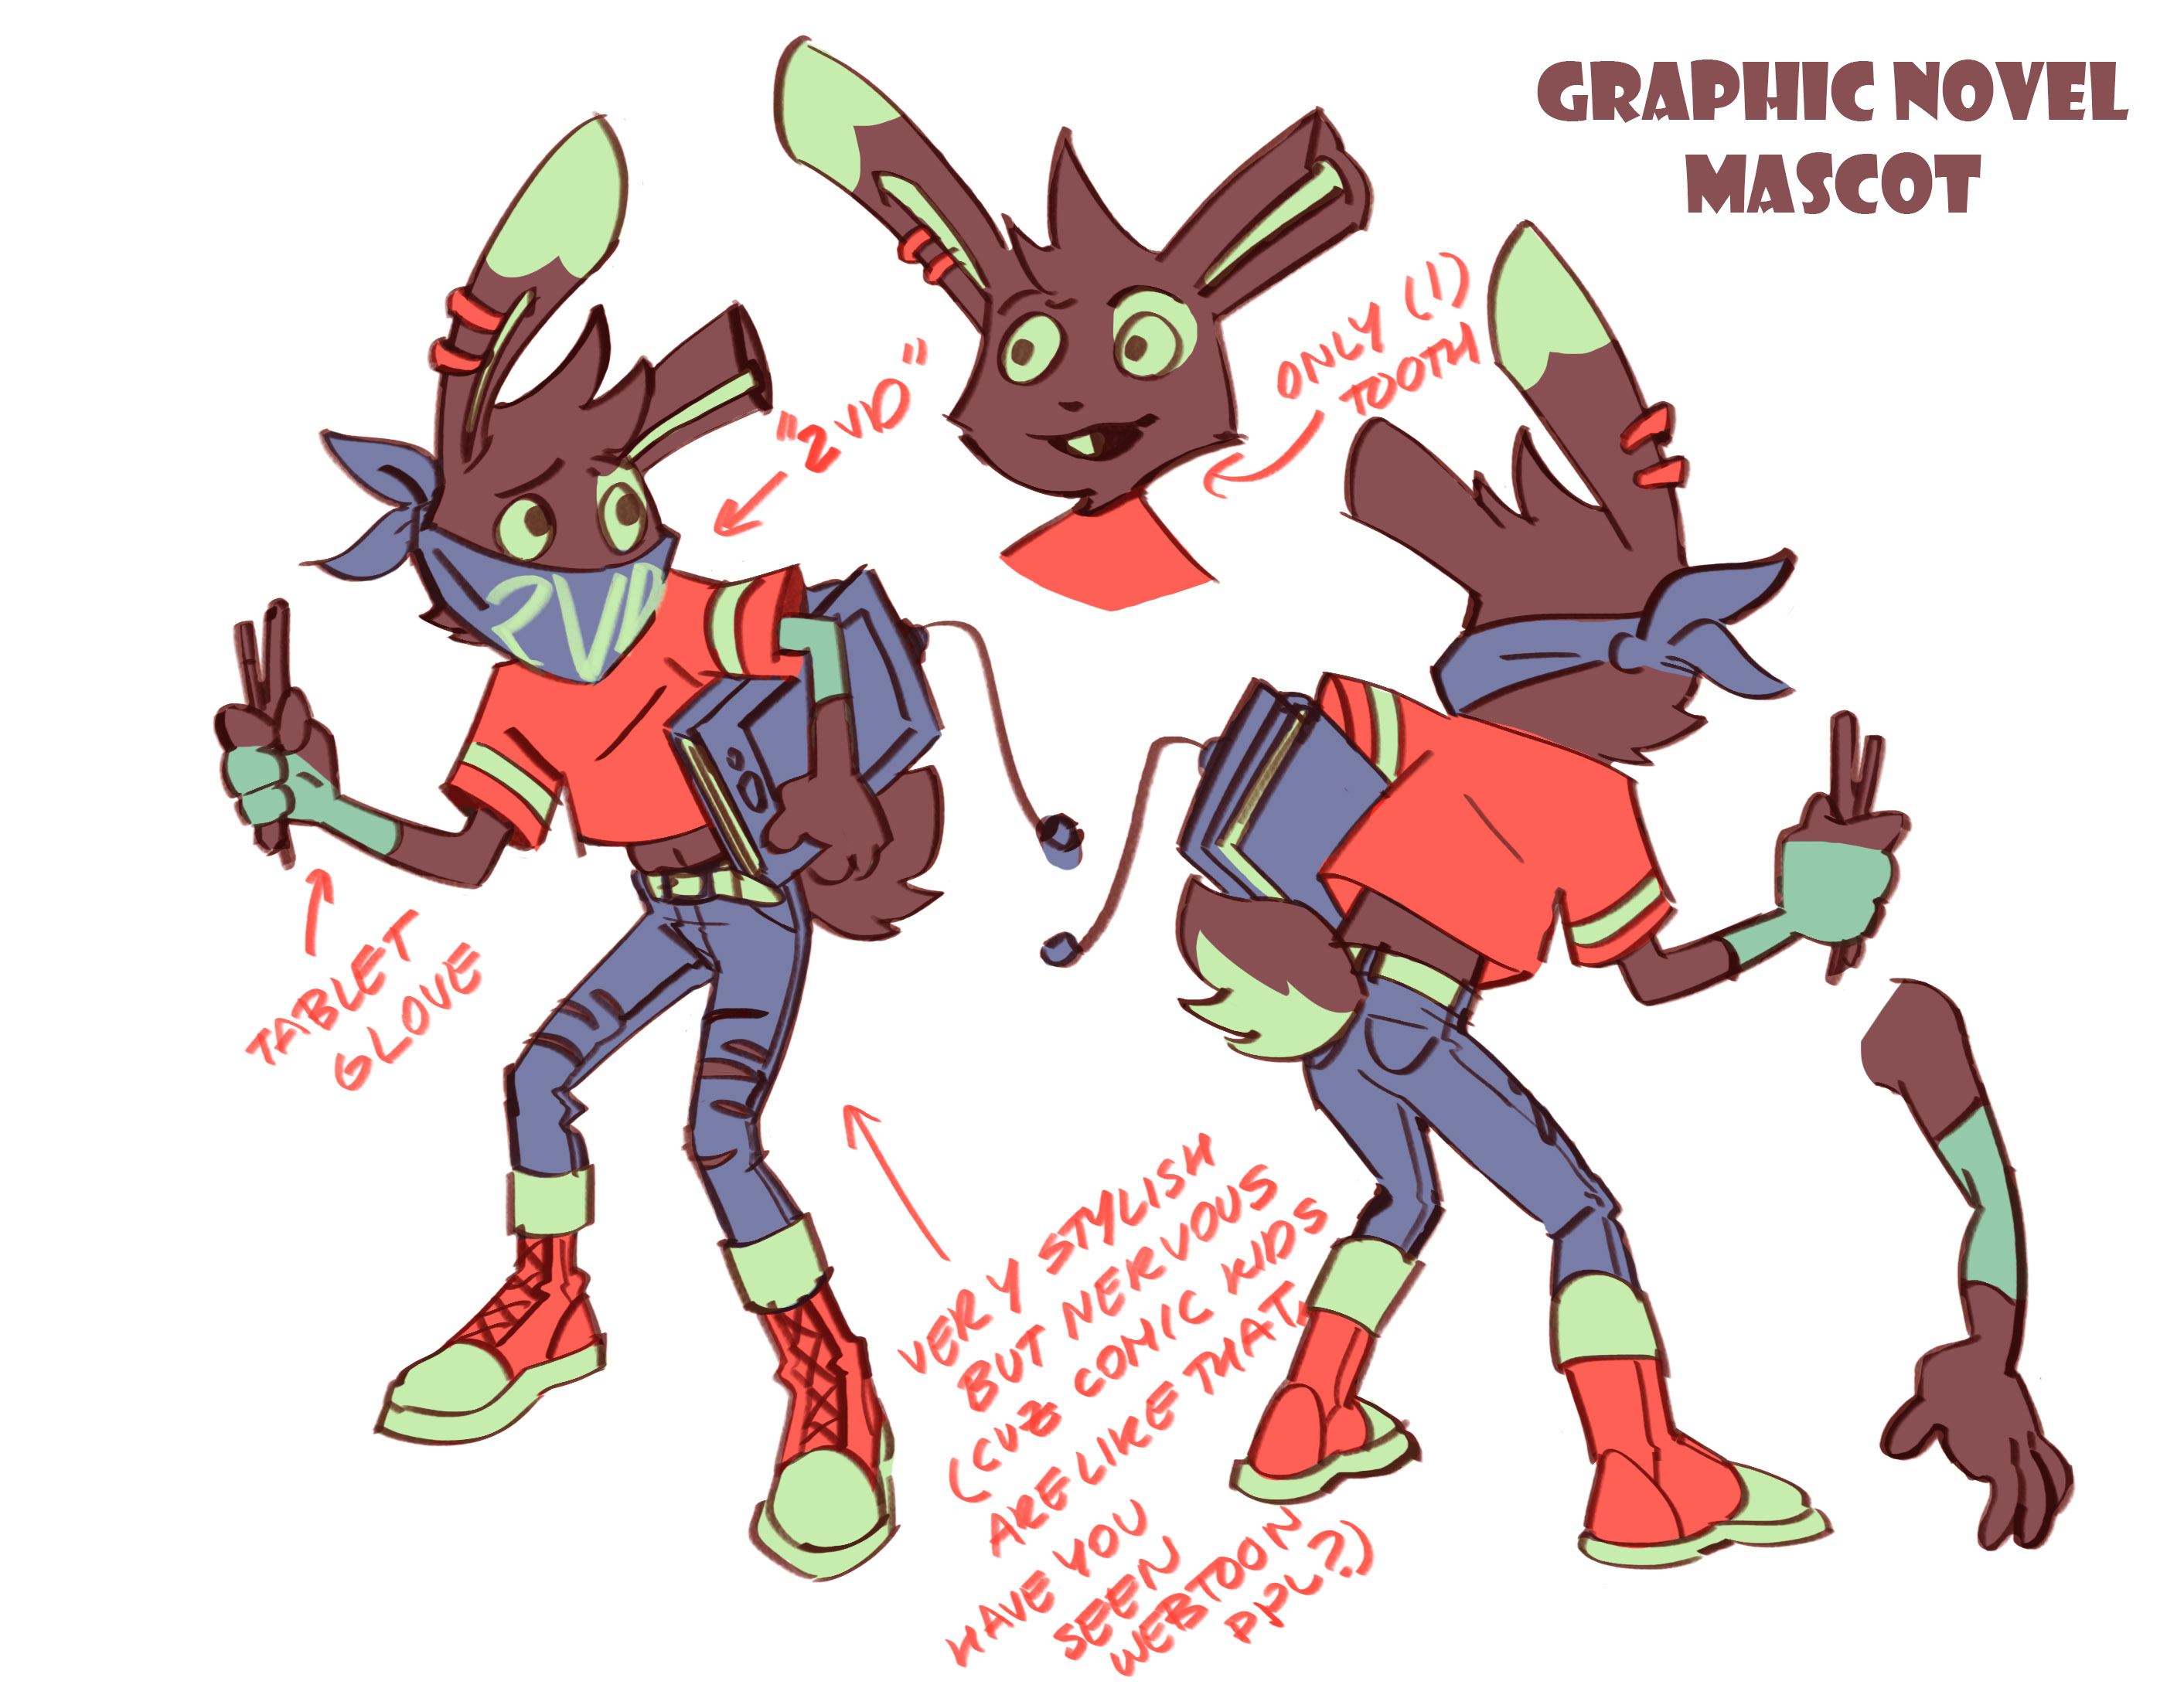 GRAPHIC NOVEL
MASCOT
"2VD"
ONLY (1)
TOOTH
2VD
TABLET
GLOVE
VERY STYLISH
BUT NERVOUS
(CUZ COMIC KIDS
ARE LIKE THAT,
HAVE YOU
SEEN
WEBTOON
PPL?)